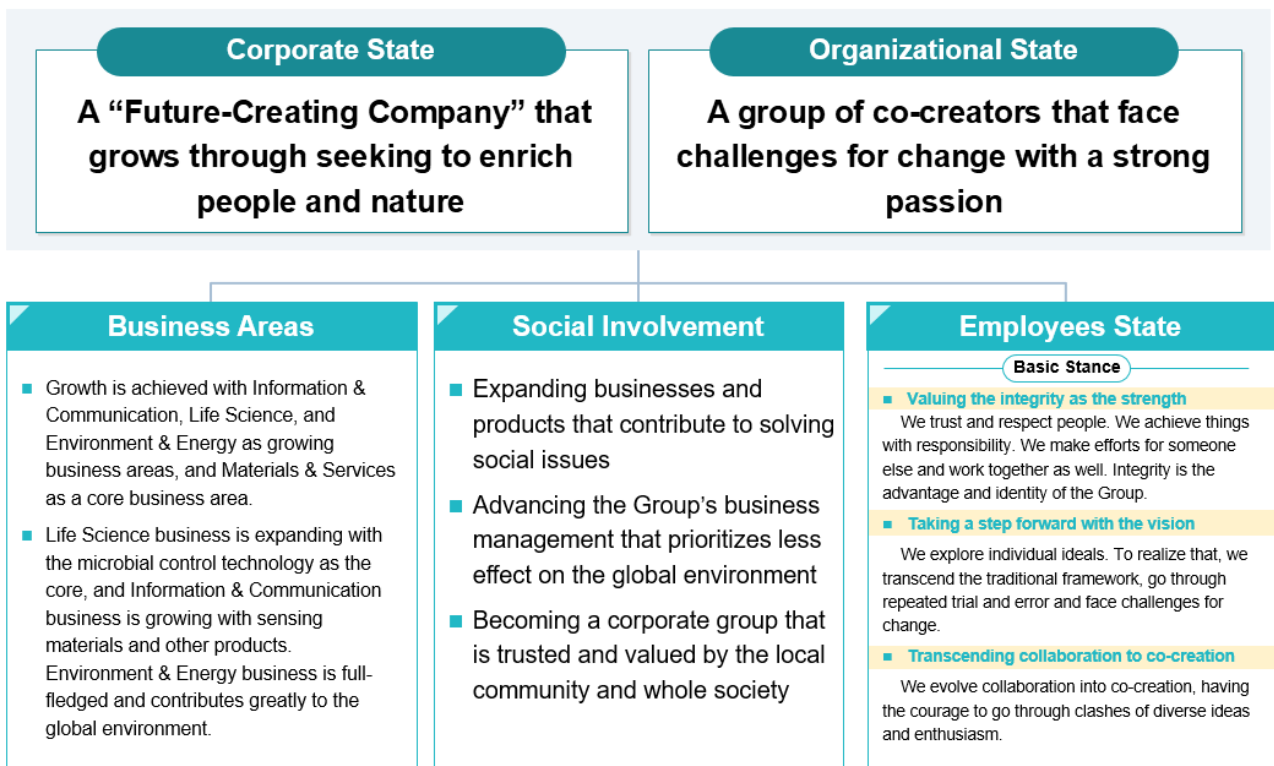 Corporate State
A “Future-Creating Company” that
grows through seeking to enrich
people and nature
Organizational State
A group of co-creators that face
challenges for change with a strong
passion
Business Areas
■ Growth is achieved with Information &
Communication, Life Science, and
Environment & Energy as growing
business areas, and Materials & Services
as a core business area.
■ Life Science business is expanding with
the microbial control technology as the
core, and Information & Communication
business is growing with sensing
materials and other products.
Environment & Energy business is full-
fledged and contributes greatly to the
global environment.
Social Involvement
■ Expanding businesses and
products that contribute to solving
social issues
■ Advancing the Group’s business
management that prioritizes less
effect on the global environment
■ Becoming a corporate group that
is trusted and valued by the local
community and whole society
Employees State
Basic Stance
■ Valuing the integrity as the strength
We trust and respect people. We achieve things
with responsibility. We make efforts for someone
else and work together as well. Integrity is the
advantage and identity of the Group.
■ Taking a step forward with the vision
We explore individual ideals. To realize that, we
transcend the traditional framework, go through
repeated trial and error and face challenges for
change.
■ Transcending collaboration to co-creation
We evolve collaboration into co-creation, having
the courage to go through clashes of diverse ideas
and enthusiasm.